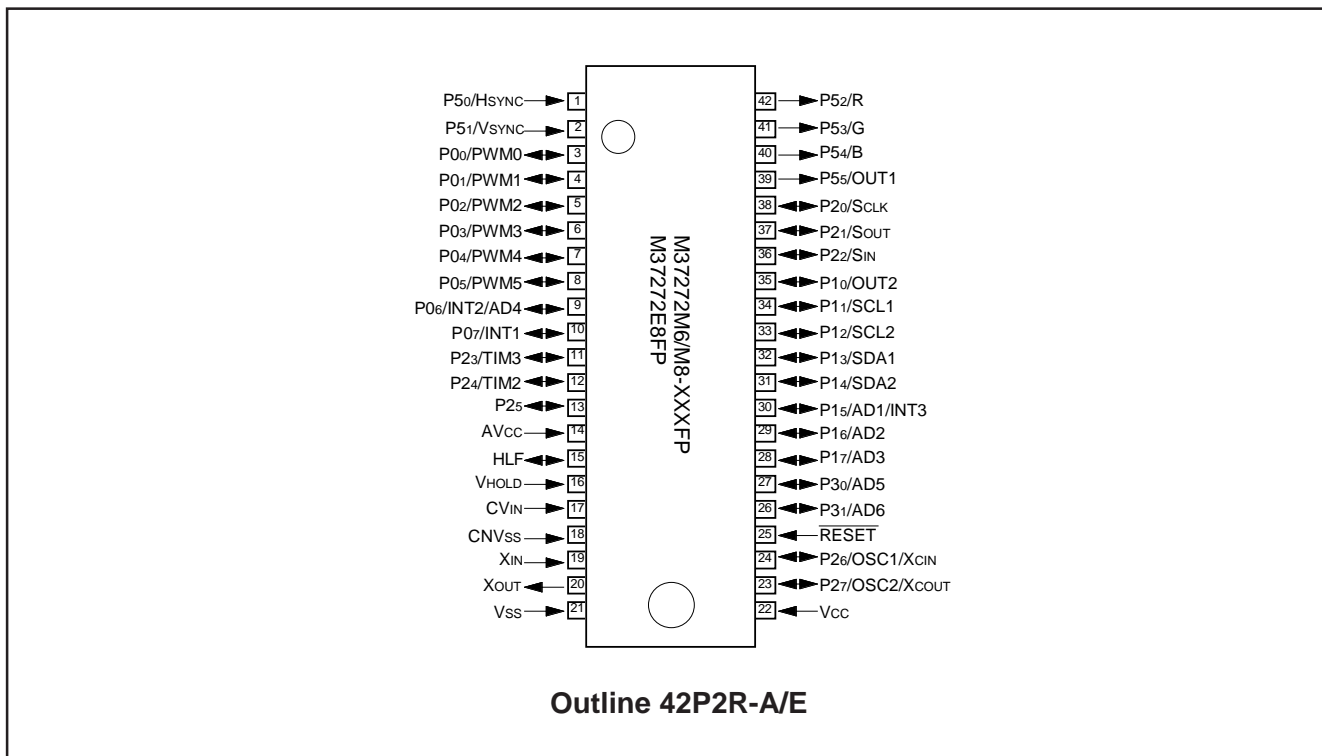 P50/HSYNC 1
P51/VSYNC 2
P00/PWM0 3
P01/PWM1 4
P02/PWM2 5
P03/PWM3 6
P04/PWM4 7
P05/PWM5 8
P06/INT2/AD4 9
P07/INT1 10
P23/TIM3 11
P24/TIM2 12
P25 13
AVCC 14
HLF 15
VHOLD 16
CVIN 17
CNVSS 18
XIN 19
XOUT 20
VSS 21
M37272M6/M8-XXXFP
M37272E8FP
42 P52/R
41 P53/G
40 P54/B
39 P55/OUT1
38 P20/SCLK
37 P21/SOUT
36 P22/SIN
35 P10/OUT2
34 P11/SCL1
33 P12/SCL2
32 P13/SDA1
31 P14/SDA2
30 P15/AD1/INT3
29 P16/AD2
28 P17/AD3
27 P30/AD5
26 P31/AD6
25 RESET
24 P26/OSC1/XCIN
23 P27/OSC2/XCOUT
22 VCC
Outline 42P2R-A/E